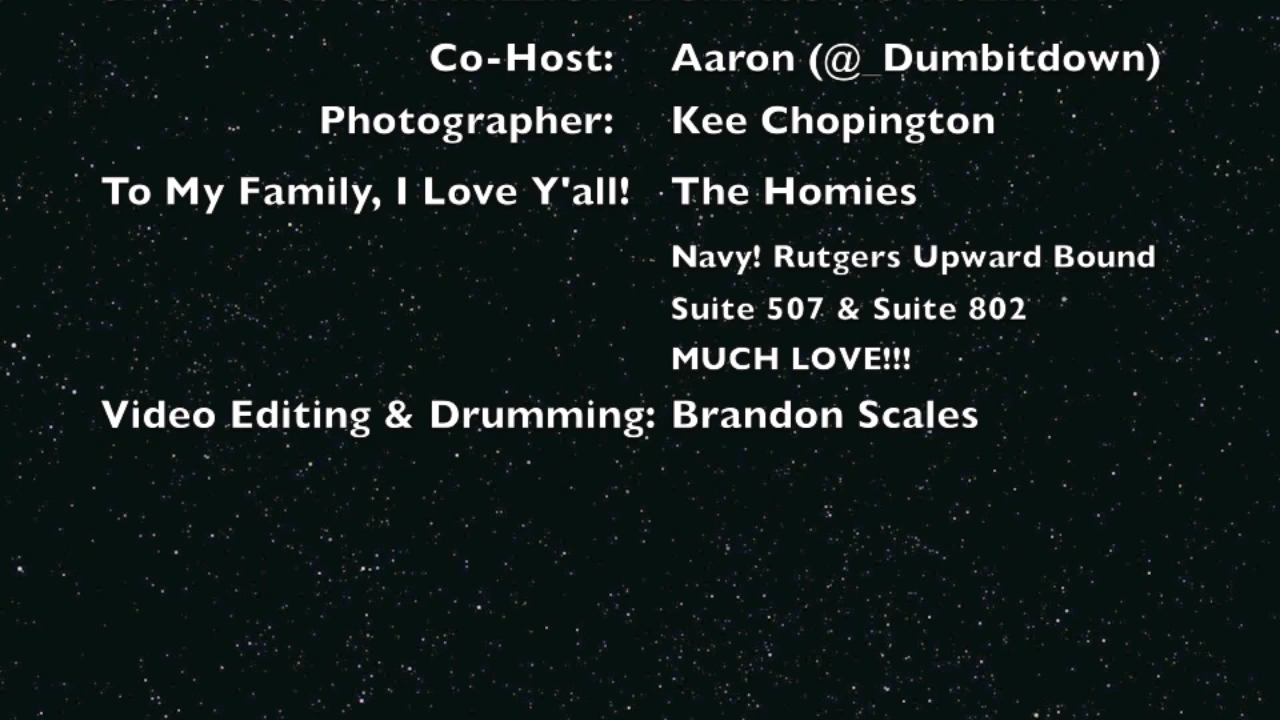 Co-Host: Aaron (@_Dumbitdown)
Photographer: Kee Chopington
To My Family, I Love Y'all! The Homies
Navy! Rutgers Upward Bound
Suite 507 & Suite 802
MUCH LOVE!!!
Video Editing & Drumming: Brandon Scales